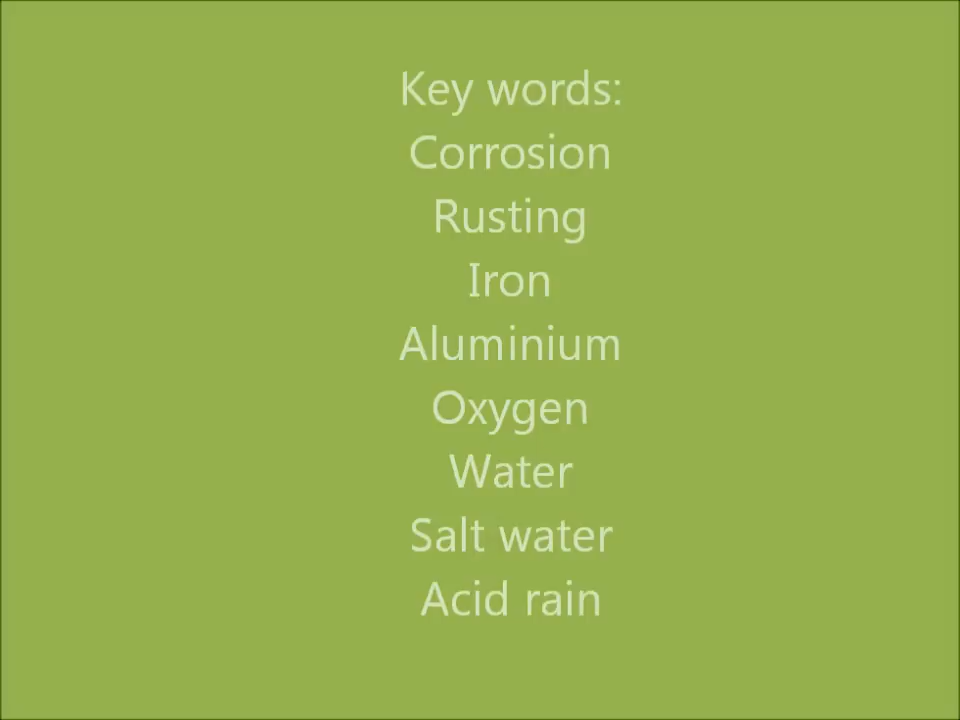 Key words:
Corrosion
Rusting
Iron
Aluminium
Oxygen
Water
Salt water
Acid rain